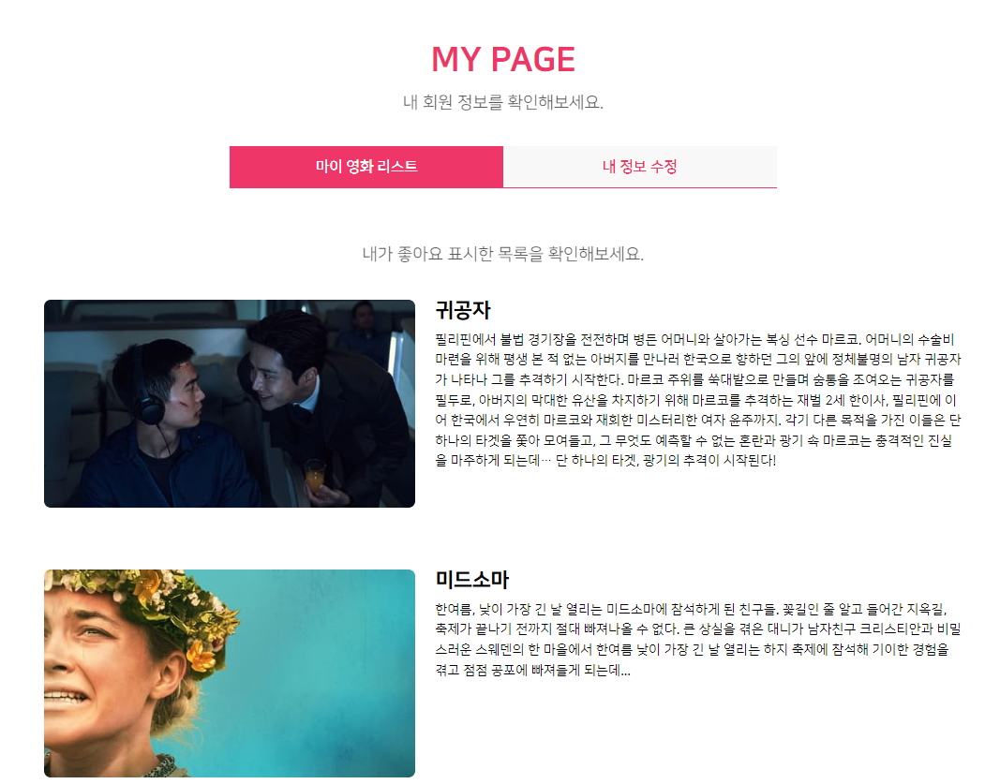 MY PAGE
내 회원 정보를 확인해보세요.
마이 영화 리스트
내 정보 수정
내가 좋아요 표시한 목록을 확인해보세요.
귀공자
필리핀에서 불법 경기장을 전전하며 병든 어머니와 살아가는 복싱 선수 마르코. 어머니의 수술비
마련을 위해 평생 본 적 없는 아버지를 만나러 한국으로 향하던 그의 앞에 정체불명의 남자 귀공자
가 나타나 그를 추격하기 시작한다. 마르코 주위를 쑥대밭으로 만들며 숨통을 조여오는 귀공자를
필두로, 아버지의 막대한 유산을 차지하기 위해 마르코를 추격하는 재벌 2세 한이사, 필리핀에 이
어 한국에서 우연히 마르코와 재회한 미스터리한 여자 윤주까지. 각기 다른 목적을 가진 이들은 단
하나의 타겟을 쫓아 모여들고, 그 무엇도 예측할 수 없는 혼란과 광기 속 마르코는 충격적인 진실
을 마주하게 되는데… 단 하나의 타겟, 광기의 추격이 시작된다!
미드소마
한여름, 낮이 가장 긴 날 열리는 미드소마에 참석하게 된 친구들. 꽃길인 줄 알고 들어간 지옥길,
축제가 끝나기 전까지 절대 빠져나올 수 없다. 큰 상실을 겪은 대니가 남자친구 크리스티안과 비밀
스러운 스웨덴의 한 마을에서 한여름 낮이 가장 긴 날 열리는 하지 축제에 참석해 기이한 경험을
겪고 점점 공포에 빠져들게 되는데...